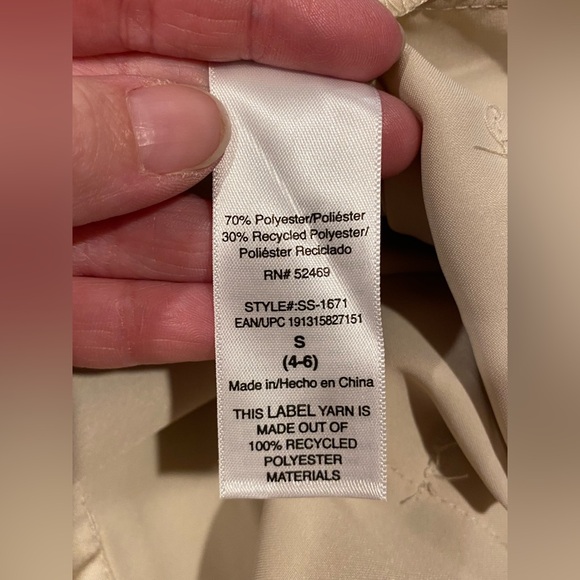 70% Polyester/Poliéster
30% Recycled Polyester/
Poliéster Reciclado
RN# 52469
STYLE#:SS-1671
EAN/UPC 191315827151
S
(4-6)
Made in/Hecho en China
THIS LABEL YARN IS
MADE OUT OF
100% RECYCLED
POLYESTER
MATERIALS